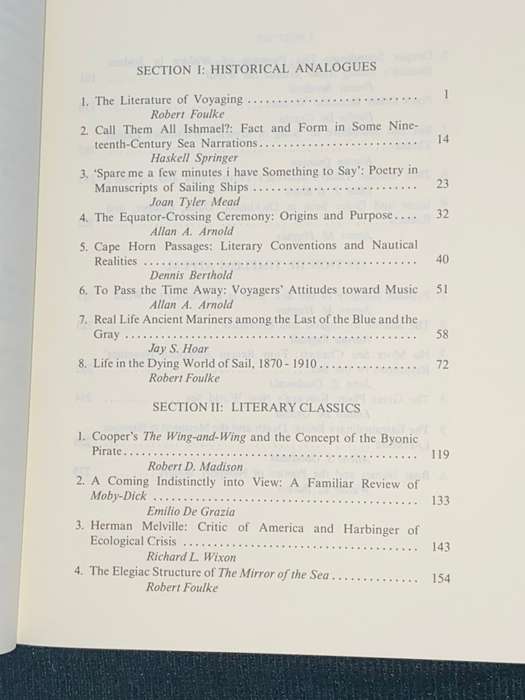 SECTION I: HISTORICAL ANALOGUES
1. The Literature of Voyaging ............................ 1
Robert Foulke
2. Call Them All Ishmael?: Fact and Form in Some Nine-
teenth-Century Sea Narrations.......................... 14
Haskell Springer
3. 'Spare me a few minutes i have Something to Say': Poetry in
Manuscripts of Sailing Ships ........................... 23
Joan Tyler Mead
4. The Equator-Crossing Ceremony: Origins and Purpose.... 32
Allan A. Arnold
5. Cape Horn Passages: Literary Conventions and Nautical
Realities ............................................. 40
Dennis Berthold
6. To Pass the Time Away: Voyagers' Attitudes toward Music 51
Allan A. Arnold
7. Real Life Ancient Mariners among the Last of the Blue and the
Gray ................................................ 58
Jay S. Hoar
8. Life in the Dying World of Sail, 1870 - 1910................ 72
Robert Foulke
SECTION II: LITERARY CLASSICS
1. Cooper's The Wing-and-Wing and the Concept of the Byonic
Pirate................................................ 119
Robert D. Madison
2. A Coming Indistinctly into View: A Familiar Review of
Moby-Dick ........................................... 133
Emilio De Grazia
3. Herman Melville: Critic of America and Harbinger of
Ecological Crisis ...................................... 143
Richard L. Wixon
4. The Elegiac Structure of The Mirror of the Sea.............. 154
Robert Foulke